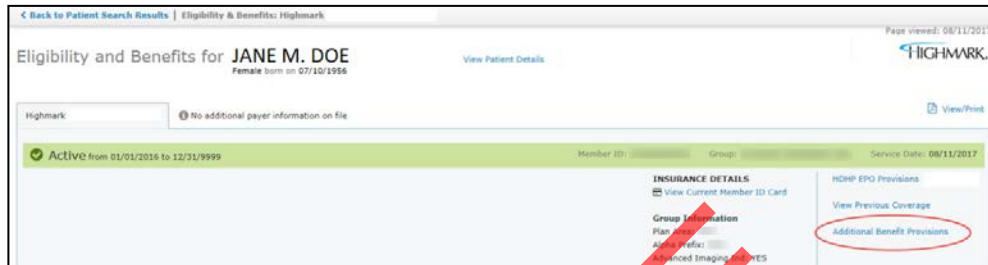 < Back to Patient Search Results | Eligibility & Benefits: Highmark
Page viewed: 08/11/2017
Eligibility and Benefits for JANE M. DOE
Female born on 07/10/1956
View Patient Details
HIGHMARK.
Highmark
No additional payer information on file
View/Print
Active from 01/01/2016 to 12/31/9999
Member ID:
Group:
Service Date: 08/11/2017
INSURANCE DETAILS
View Current Member ID Card
Group Information
Plan Area:
Alpha Prefix:
Advanced Imaging Ind: YES
HDHP EPO Provisions
View Previous Coverage
Additional Benefit Provisions